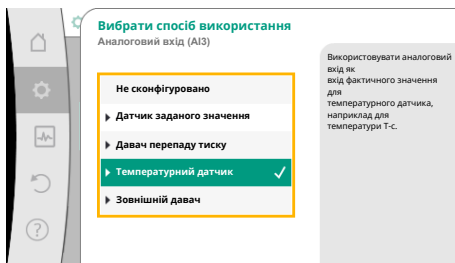 Вибрати спосіб використання
Аналоговий вхід (AI3)
Не сконфігуровано
Датчик заданого значення
Давач перепаду тиску
Температурний датчик
Зовнішній давач
Використовувати аналоговий
вхід як
вхід фактичного значення
для
температурного датчика,
наприклад для
температури T-c.